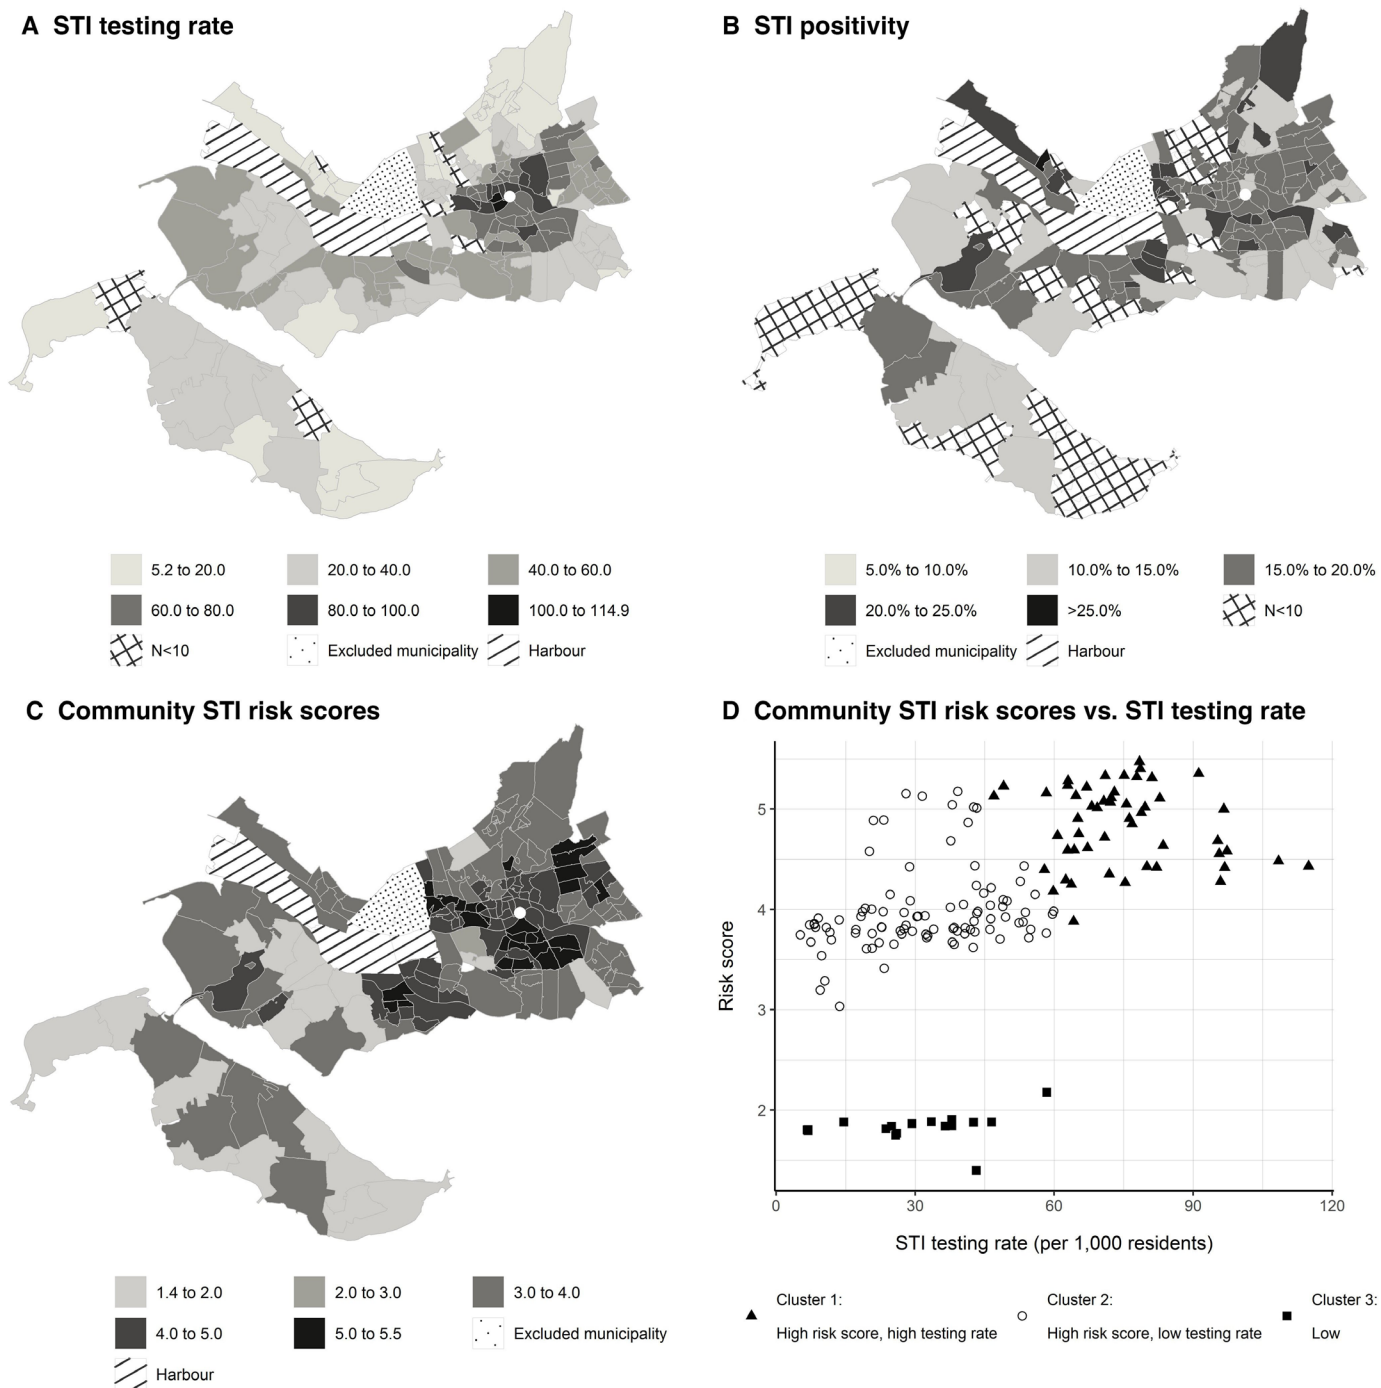 A STI testing rate
B STI positivity
5.2 to 20.0
20.0 to 40.0
40.0 to 60.0
60.0 to 80.0
80.0 to 100.0
100.0 to 114.9
N<10
Excluded municipality
Harbour
5.0% to 10.0%
10.0% to 15.0%
15.0% to 20.0%
20.0% to 25.0%
>25.0%
N<10
Excluded municipality
Harbour
C Community STI risk scores
1.4 to 2.0
2.0 to 3.0
3.0 to 4.0
4.0 to 5.0
5.0 to 5.5
Excluded municipality
Harbour
D Community STI risk scores vs. STI testing rate
Risk score
5
4
3
2
0
30
60
90
120
STI testing rate (per 1,000 residents)
Cluster 1:
High risk score, high testing rate
Cluster 2:
High risk score, low testing rate
Cluster 3:
Low